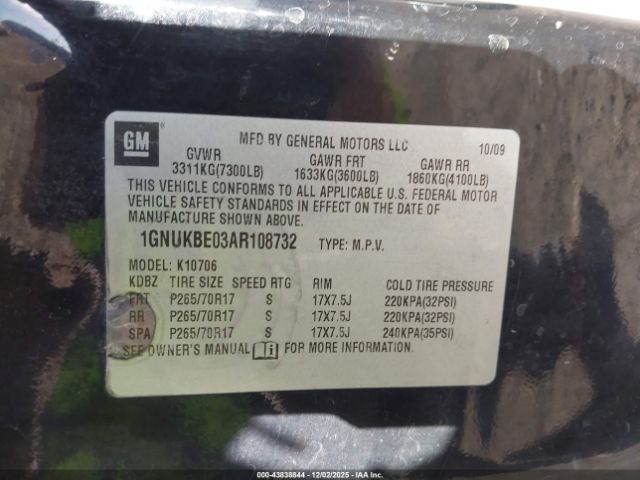 GM
MFD BY GENERAL MOTORS LLC 10/09
GVWR GAWR FRT GAWR RR
3311KG(7300LB) 1633KG(3600LB) 1860KG(4100LB)
THIS VEHICLE CONFORMS TO ALL APPLICABLE U.S. FEDERAL MOTOR
VEHICLE SAFETY STANDARDS IN EFFECT ON THE DATE OF
MANUFACTURE SHOWN ABOVE.
1GNUKBE03AR108732 TYPE: M.P.V.
MODEL: K10706
KDBZ TIRE SIZE SPEED RTG RIM COLD TIRE PRESSURE
FRT P265/70R17 S 17X7.5J 220KPA(32PSI)
RR P265/70R17 S 17X7.5J 220KPA(32PSI)
SPA P265/70R17 S 17X7.5J 240KPA(35PSI)
SEE OWNER'S MANUAL FOR MORE INFORMATION.
© - 43838844 - 12/02/2025 - IAA Holdings, LLC